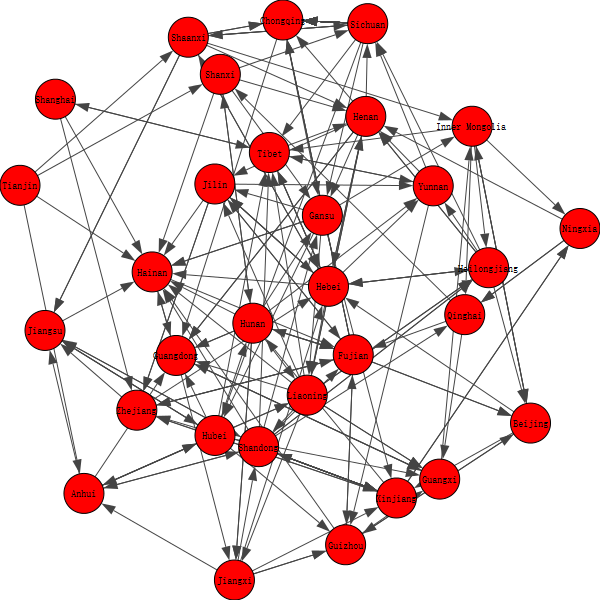 Chongqing
Sichuan
Shaanxi
Shanxi
Shanghai
Henan
Inner Mongolia
Tibet
Tianjin
Jilin
Yunnan
Gansu
Ningxia
Hainan
Heilongjiang
Hebei
Qinghai
Hunan
Jiangsu
Guangdong
Fujian
Liaoning
Zhejiang
Beijing
Hubei
Shandong
Guangxi
Anhui
Xinjiang
Guizhou
Jiangxi